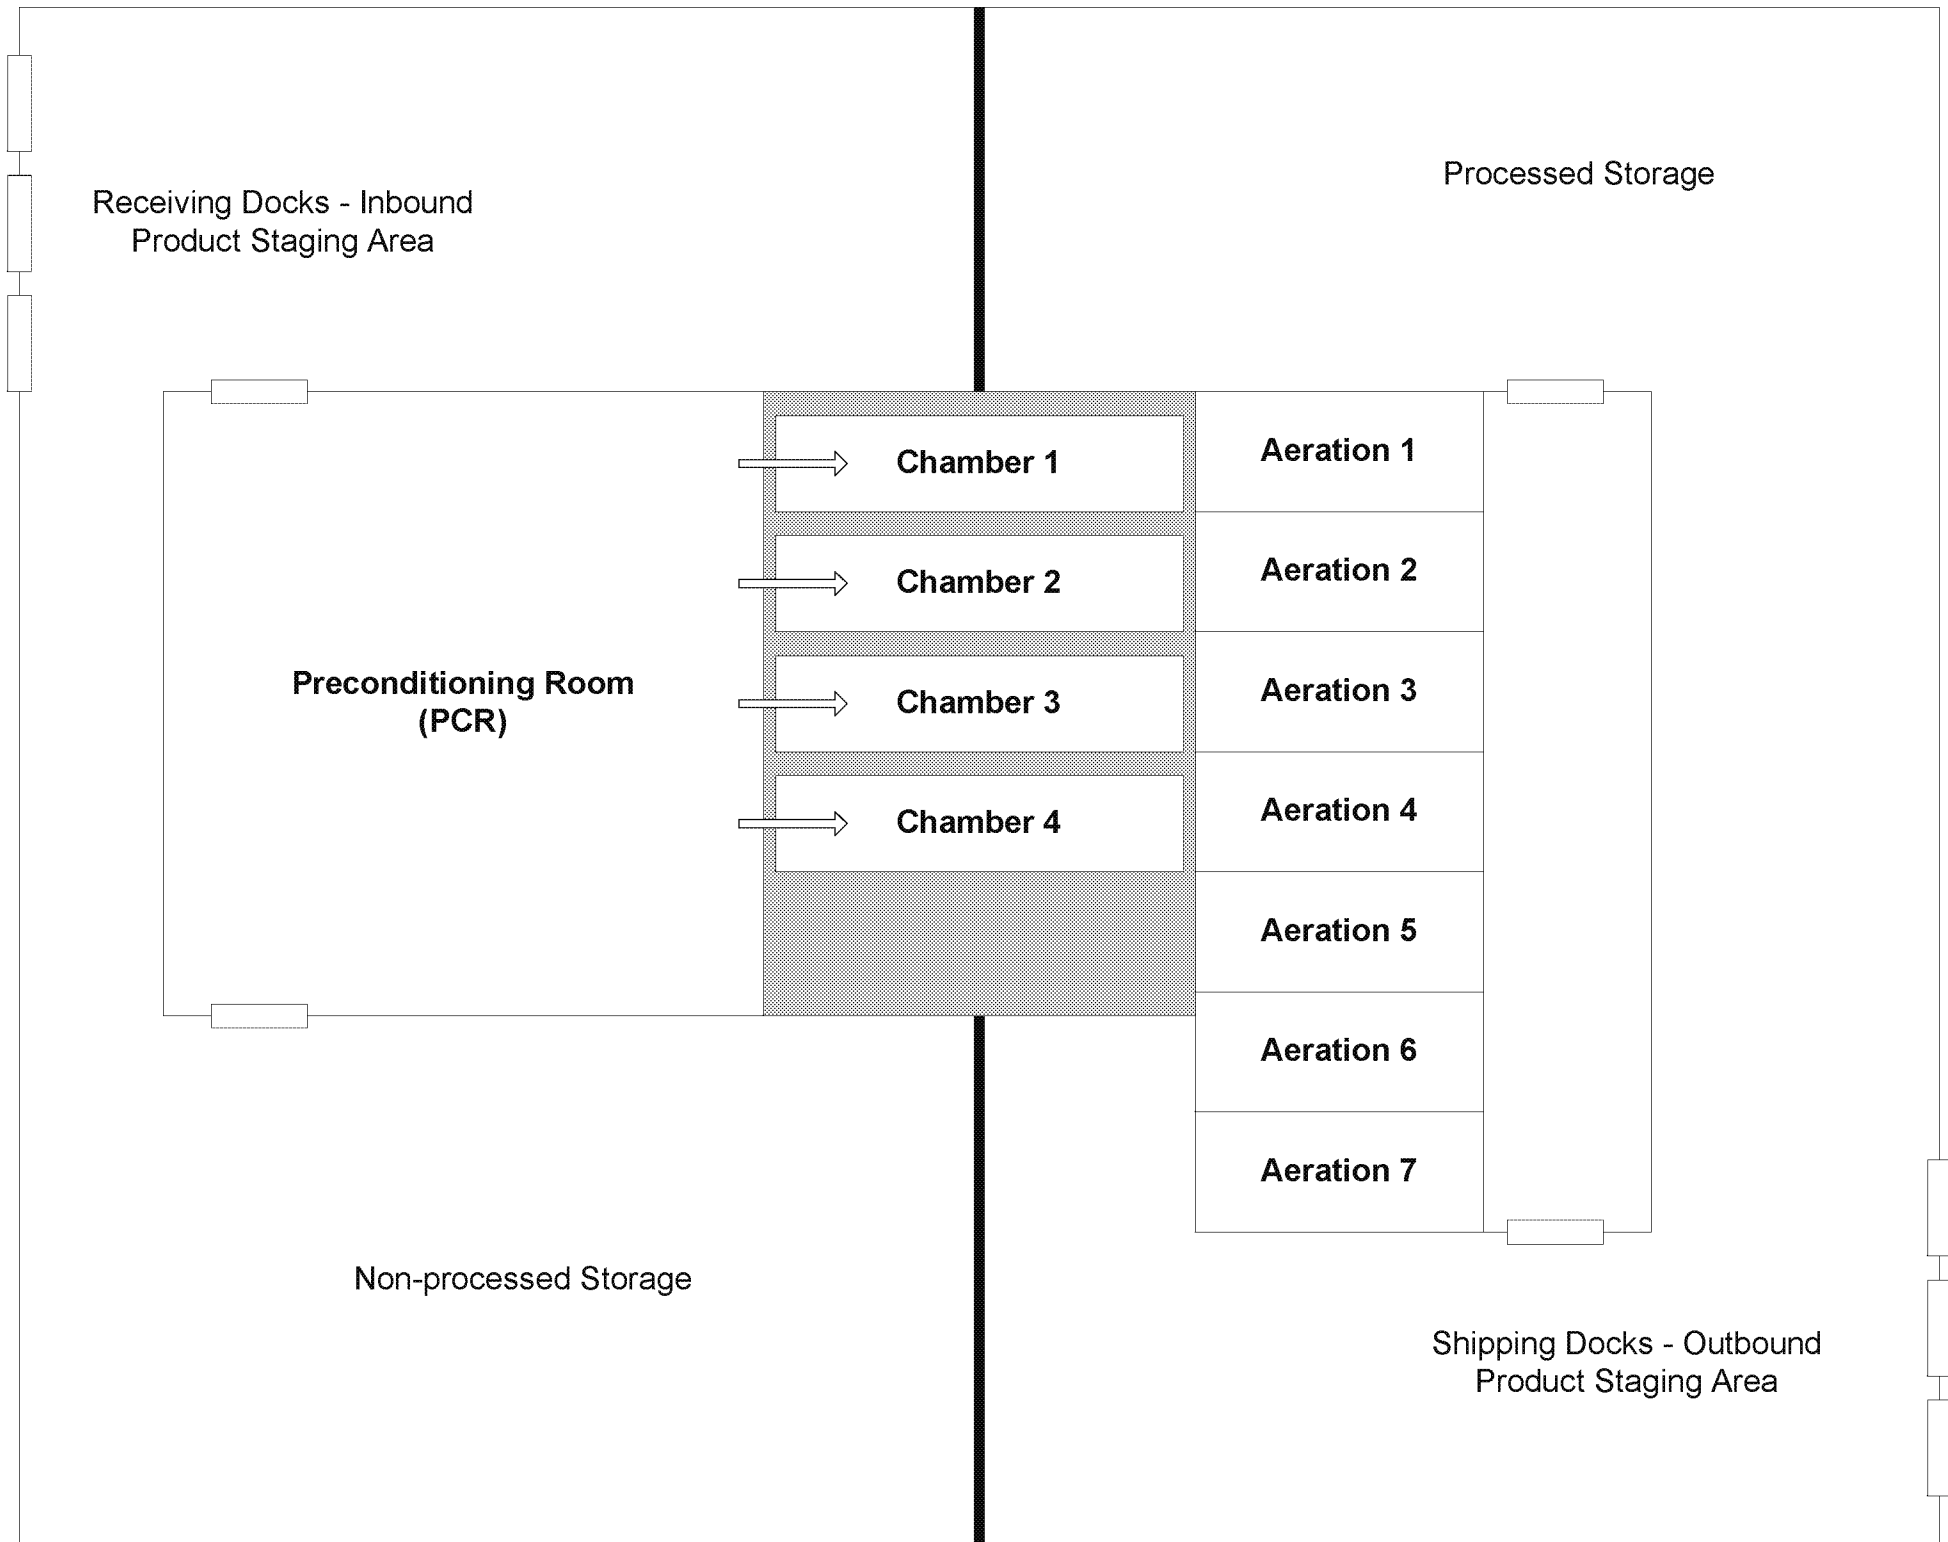 Receiving Docks - Inbound
Product Staging Area
Processed Storage
Preconditioning Room
(PCR)
Chamber 1
Chamber 2
Chamber 3
Chamber 4
Aeration 1
Aeration 2
Aeration 3
Aeration 4
Aeration 5
Aeration 6
Aeration 7
Non-processed Storage
Shipping Docks - Outbound
Product Staging Area